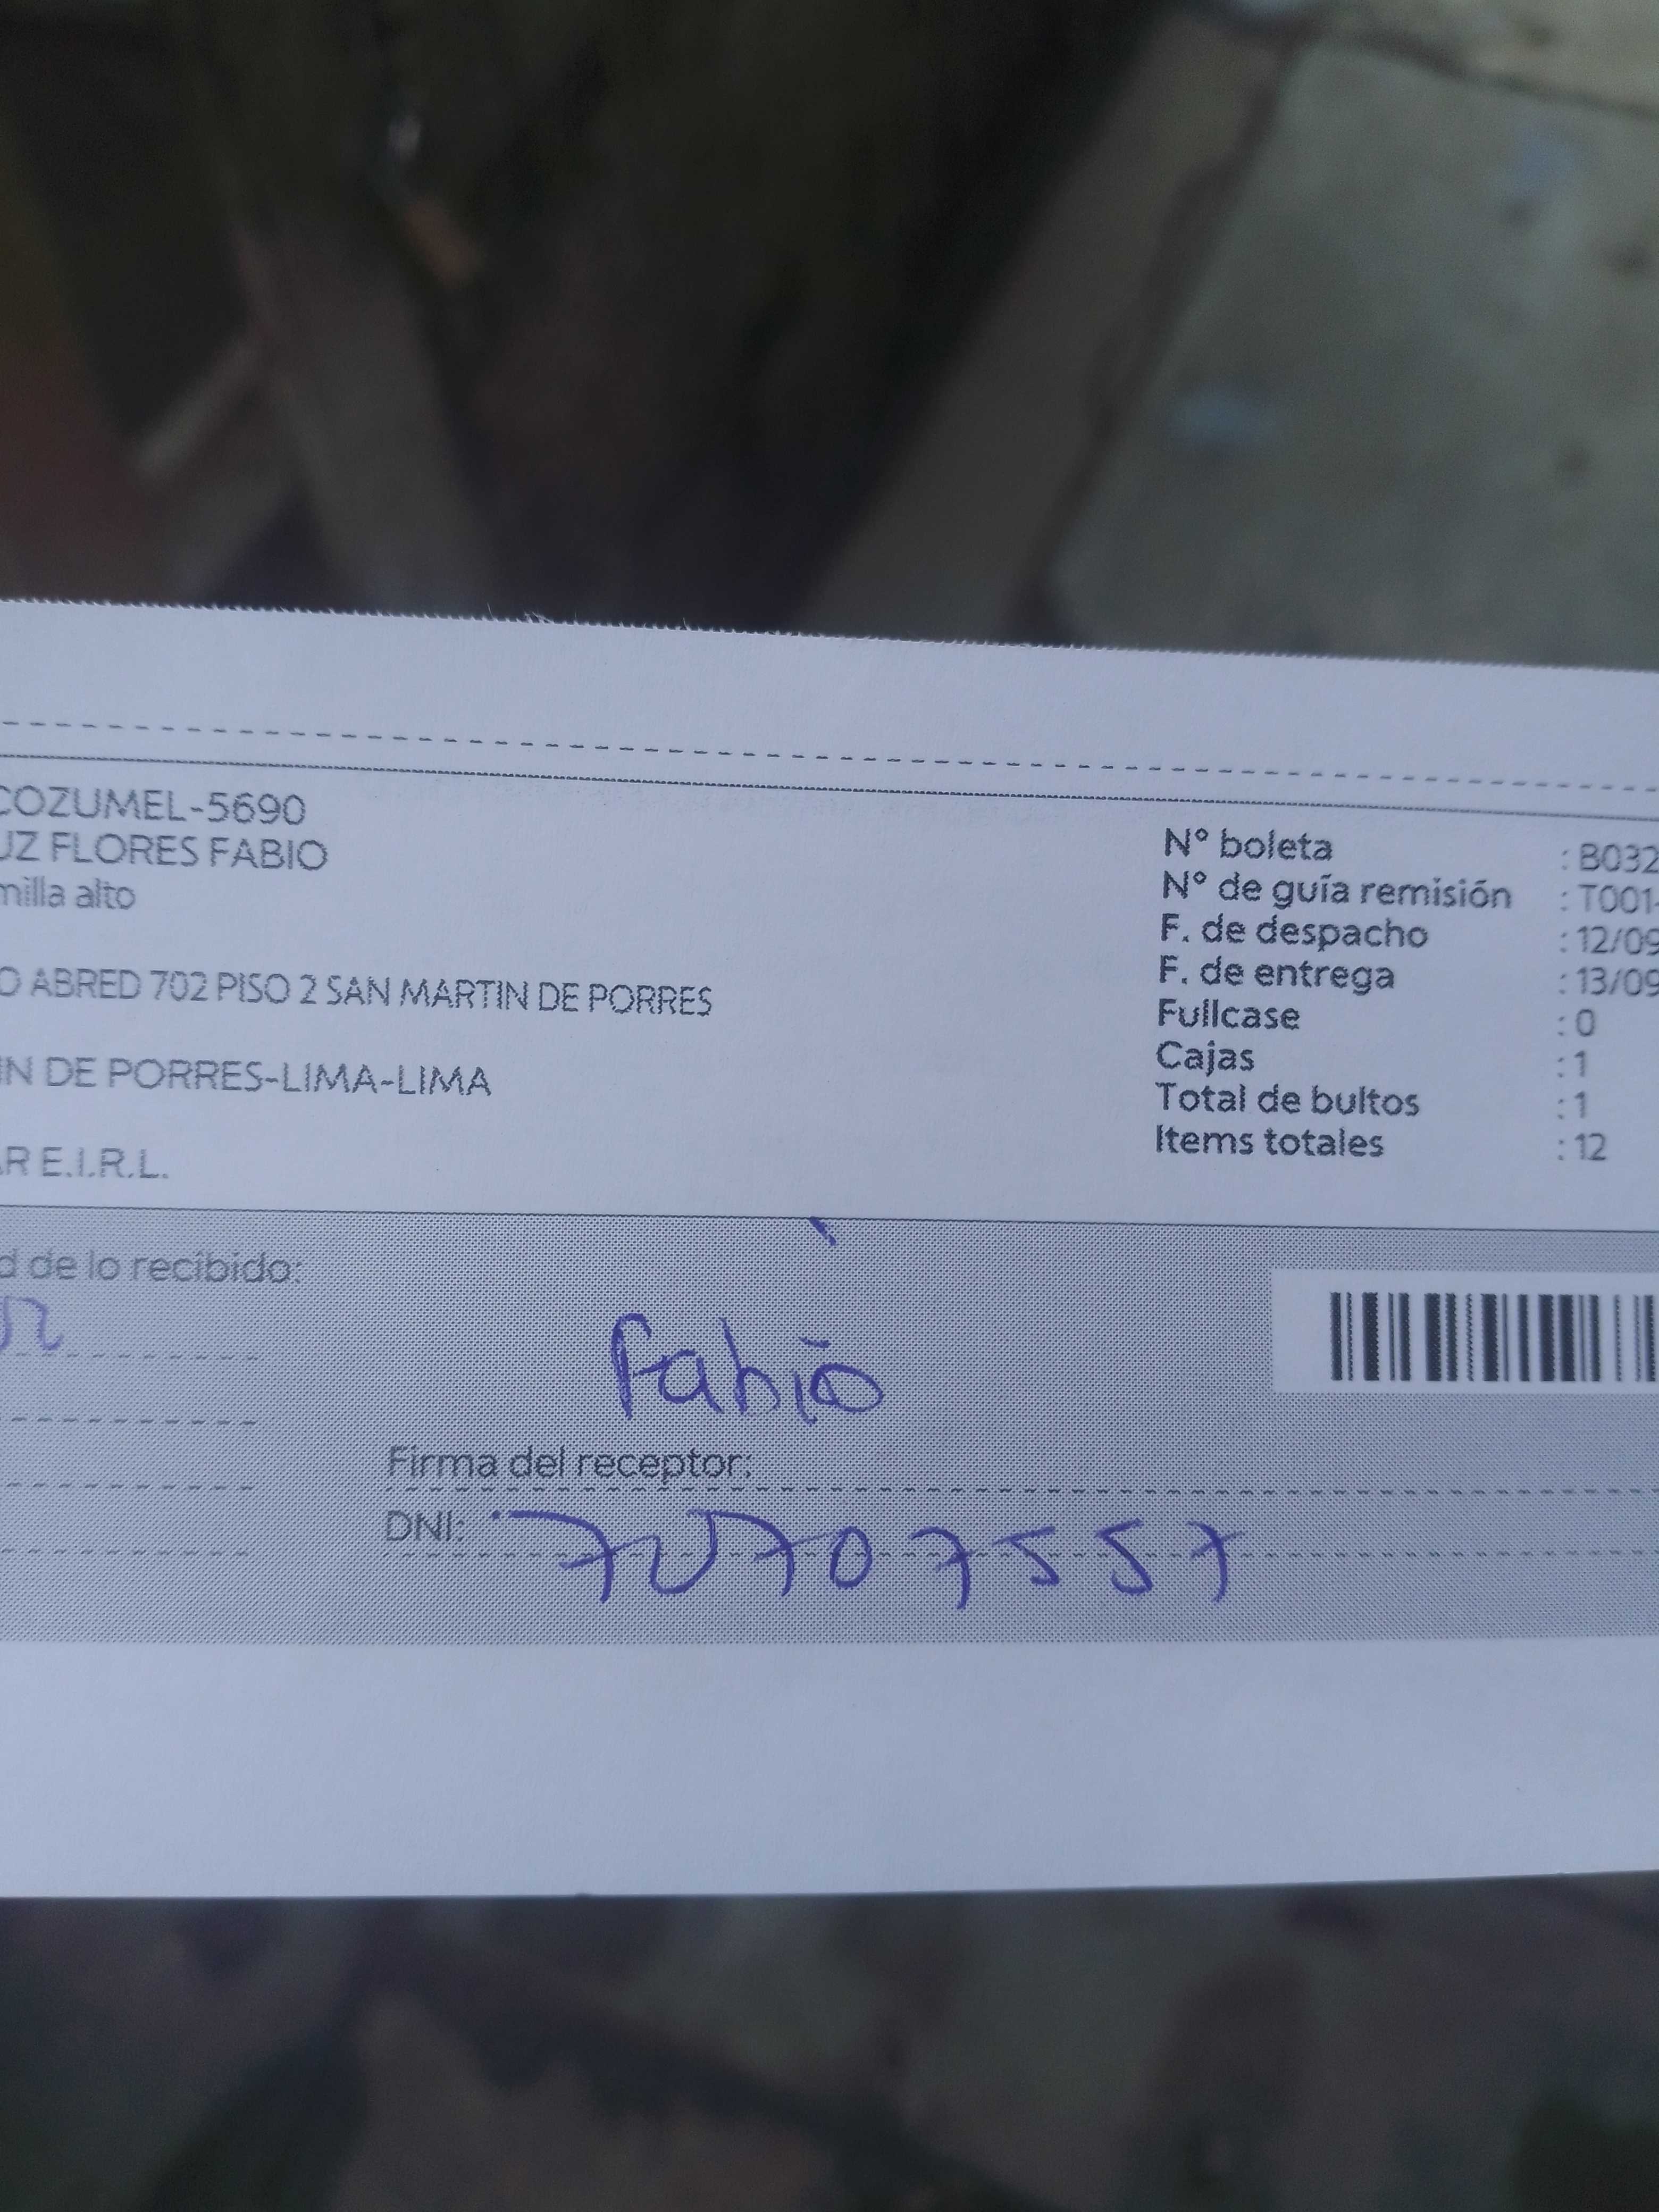 COZUMEL-5690
UZ FLORES FABIO
milla alto
O ABRED 702 PISO 2 SAN MARTIN DE PORRES
IN DE PORRES-LIMA-LIMA
AR E.I.R.L.
N° boleta : B032
N° de guía remisión : T001-
F. de despacho : 12/09
F. de entrega : 13/09
Fullcase : 0
Cajas : 1
Total de bultos : 1
Items totales : 12
d de lo recibido:
Fabio
Firma del receptor:
DNI: 70707557